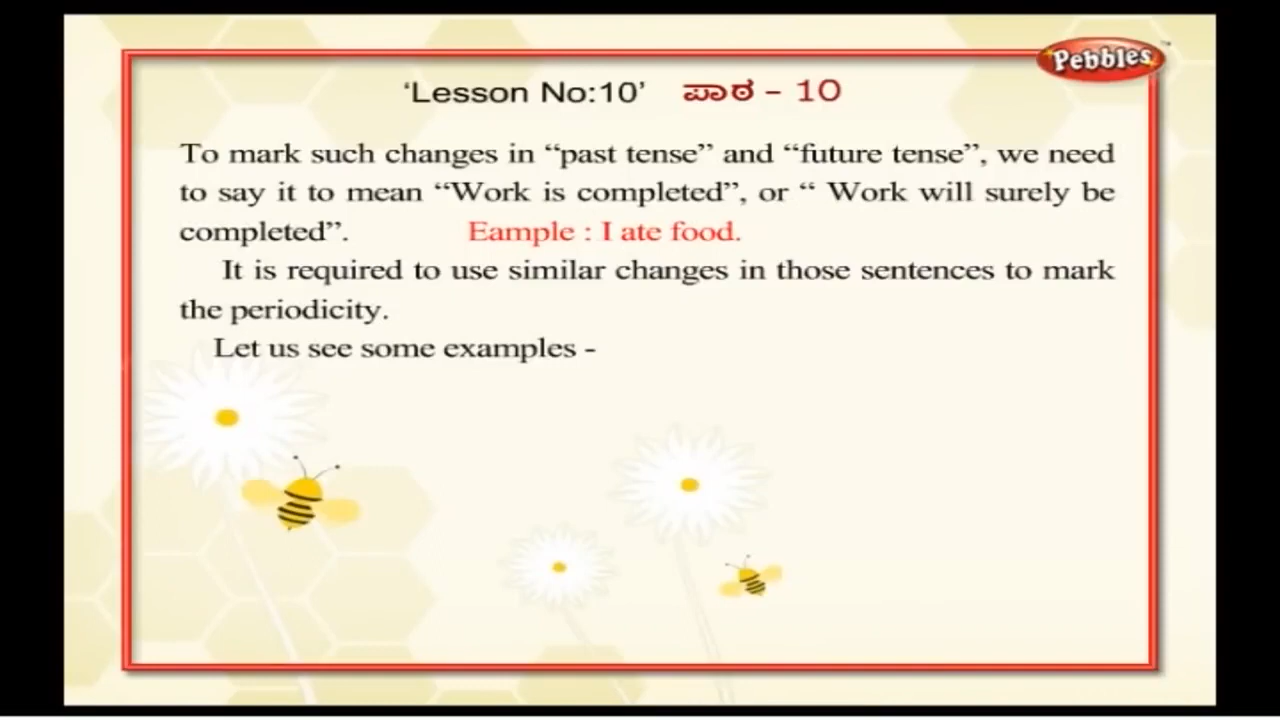 Pebbles™
‘Lesson No:10’ ಪಾಠ - 10
To mark such changes in “past tense” and “future tense”, we need
to say it to mean “Work is completed”, or “ Work will surely be
completed”. Eample : I ate food.
It is required to use similar changes in those sentences to mark
the periodicity.
Let us see some examples -